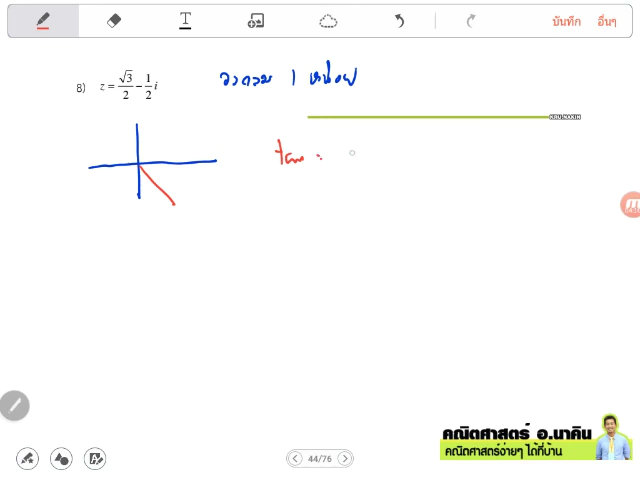 บันทึก อื่นๆ
8) z = √3/2 − 1/2 i
วงกลม 1 หน่วย
KRU.NAKIN
tan :
คณิตศาสตร์ อ.นาคิน
คณิตศาสตร์ง่ายๆ ได้ที่บ้าน
44/76